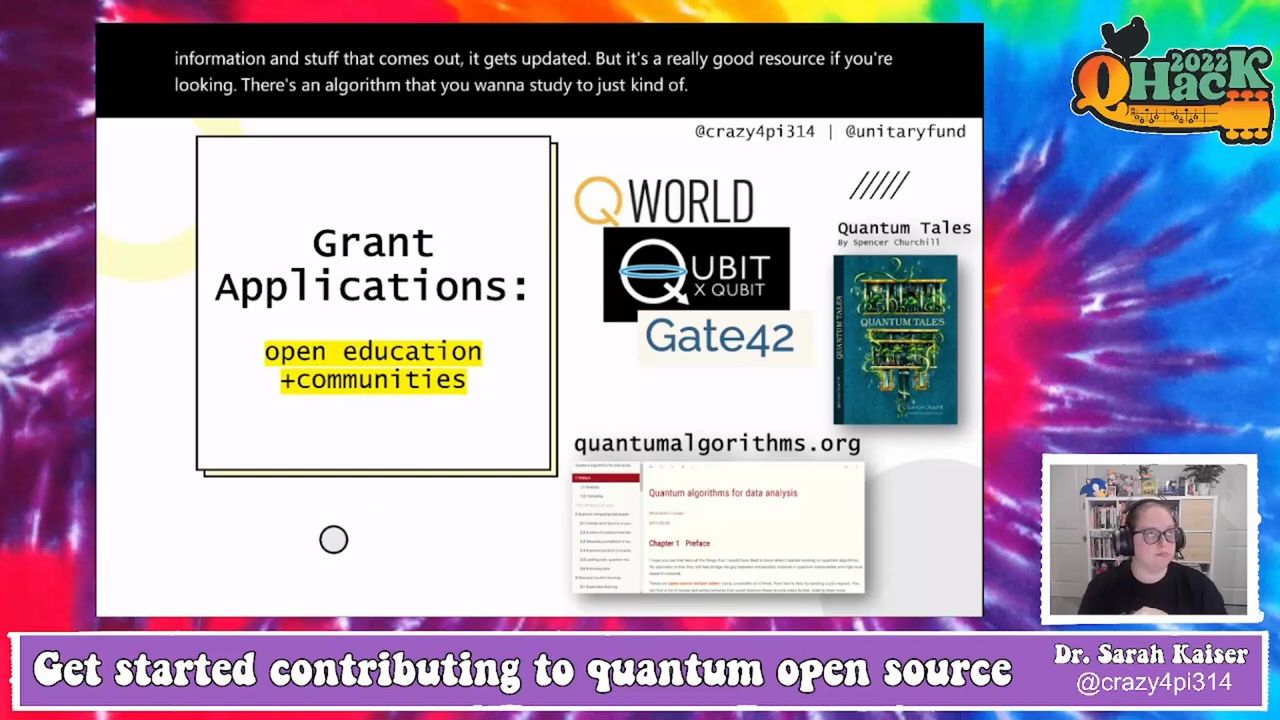 information and stuff that comes out, it gets updated. But it's a really good resource if you're
looking. There's an algorithm that you wanna study to just kind of.
2022
QHacK
@crazy4pi314 | @unitaryfund
Grant
Applications:
open education
+communities
QWORLD
QUBIT
X QUBIT
Gate42
Quantum Tales
By Spencer Churchill
QUANTUM TALES
QUANTUM TALES
quantumalgorithms.org
Quantum algorithms for data analysis
Chapter 1 Preface
Get started contributing to quantum open source
Dr. Sarah Kaiser
@crazy4pi314